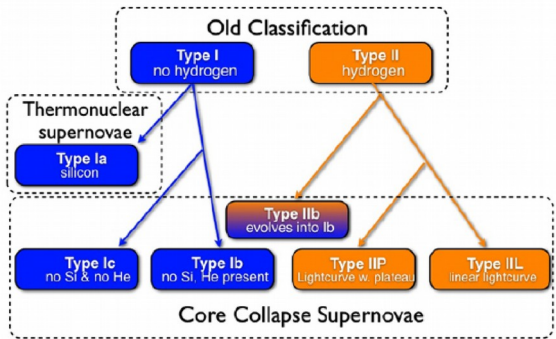 Old Classification
Type I
no hydrogen
Type II
hydrogen
Thermonuclear
supernovae
Type Ia
silicon
Type IIb
evolves into Ib
Type Ic
no Si & no He
Type Ib
no Si, He present
Type IIP
Lightcurve w. plateau
Type IIL
linear lightcurve
Core Collapse Supernovae